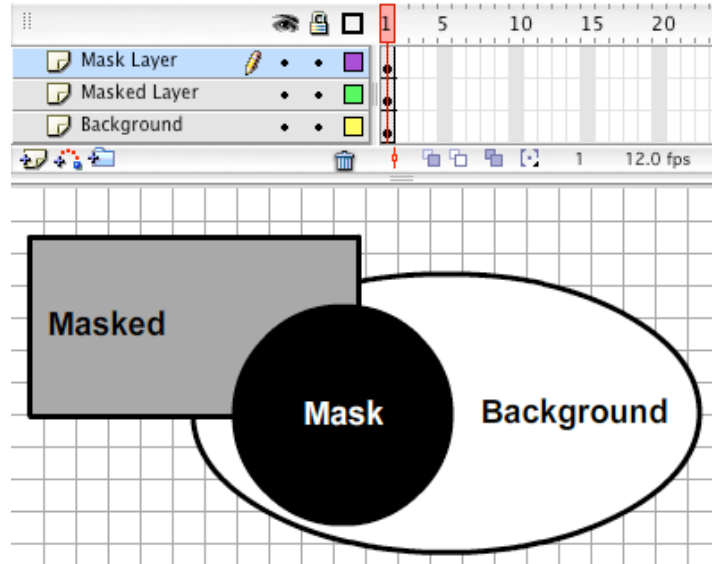 1 5 10 15 20
Mask Layer
Masked Layer
Background
1 12.0 fps
Masked
Mask
Background